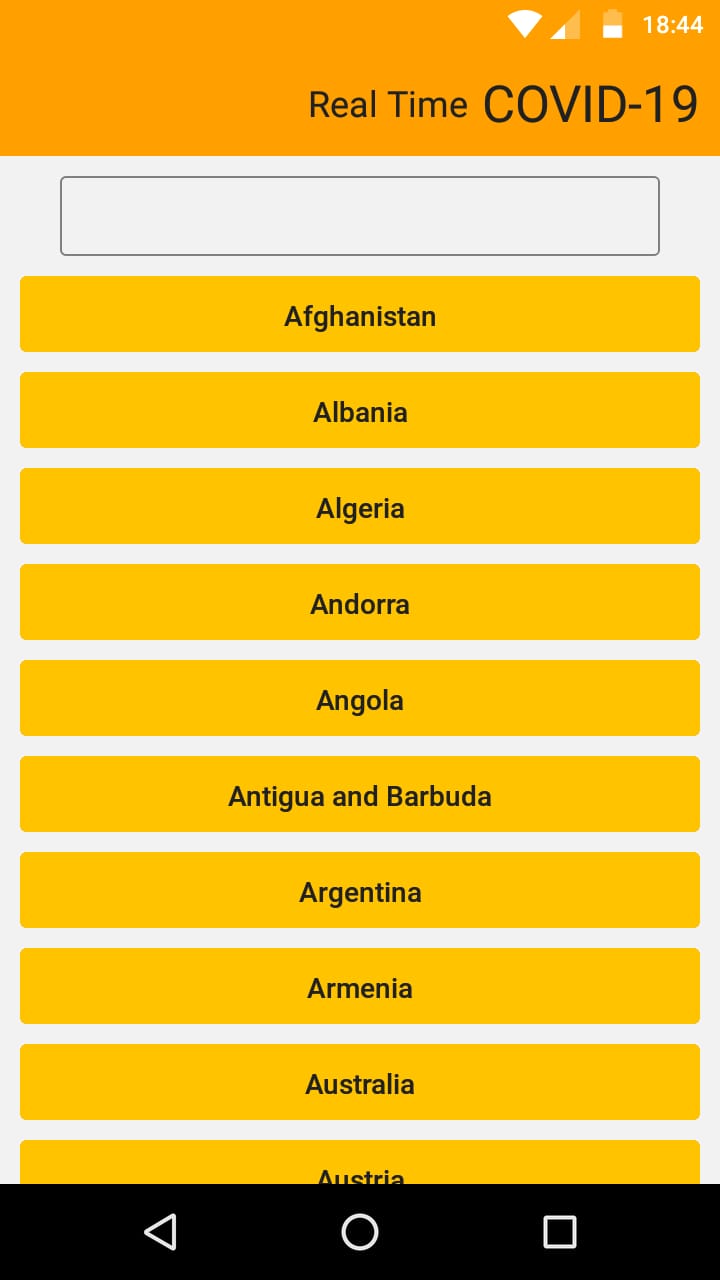 18:44
Real Time COVID-19
Afghanistan
Albania
Algeria
Andorra
Angola
Antigua and Barbuda
Argentina
Armenia
Australia
Austria